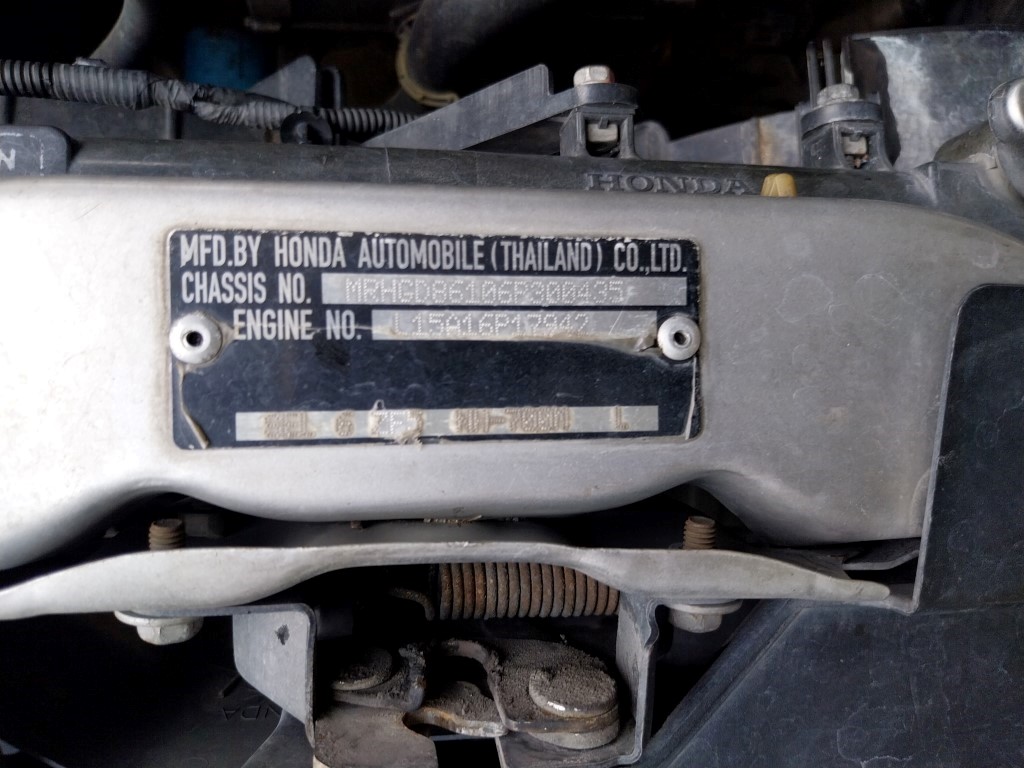 N
HONDA
MFD.BY HONDA AUTOMOBILE (THAILAND) CO.,LTD.
CHASSIS NO. MRHGD86106P300435
ENGINE NO. L15A16P17942